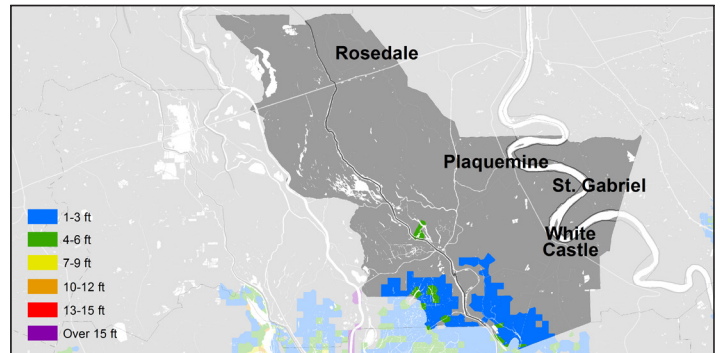 Rosedale
Plaquemine
St. Gabriel
White
Castle
1-3 ft
4-6 ft
7-9 ft
10-12 ft
13-15 ft
Over 15 ft